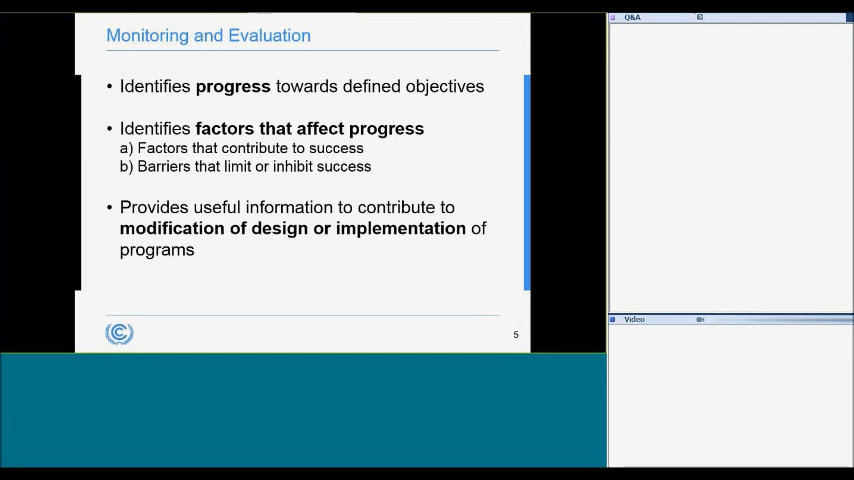 Monitoring and Evaluation
• Identifies progress towards defined objectives
• Identifies factors that affect progress
a) Factors that contribute to success
b) Barriers that limit or inhibit success
• Provides useful information to contribute to
modification of design or implementation of
programs
5
Q&A
Video